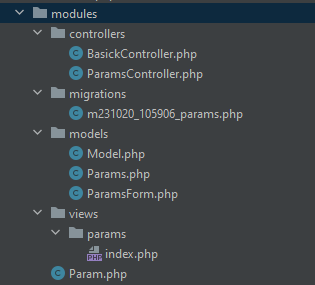 modules
controllers
BasickController.php
ParamsController.php
migrations
m231020_105906_params.php
models
Model.php
Params.php
ParamsForm.php
views
params
index.php
Param.php